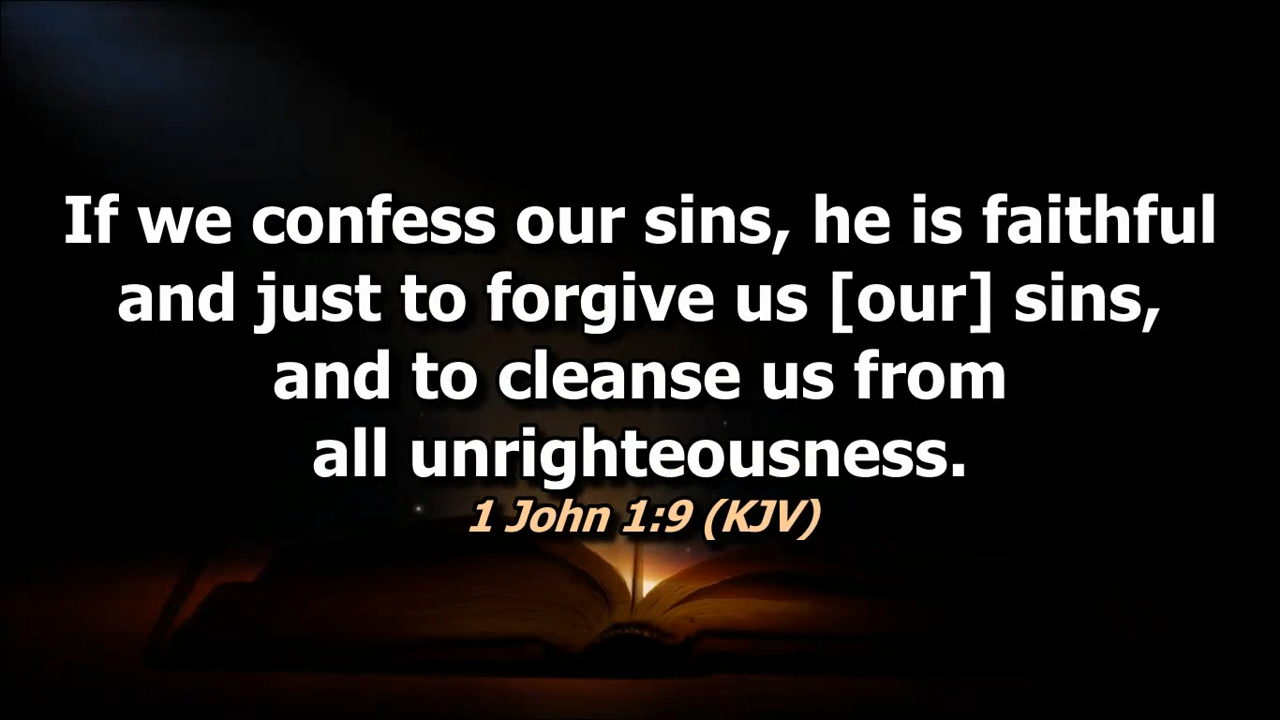 If we confess our sins, he is faithful
and just to forgive us [our] sins,
and to cleanse us from
all unrighteousness.
1 John 1:9 (KJV)